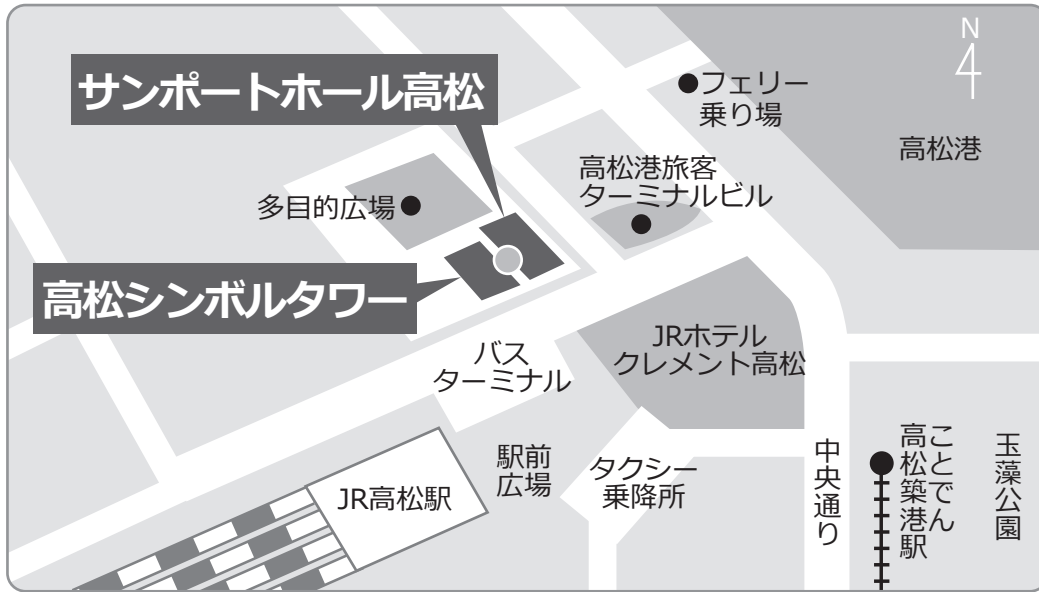 N
サンポートホール高松
フェリー
乗り場
高松港
高松港旅客
ターミナルビル
多目的広場
高松シンボルタワー
JRホテル
クレメント高松
バス
ターミナル
駅前
広場
タクシー
乗降所
JR高松駅
中央通り
ことでん
高松築港駅
玉藻公園